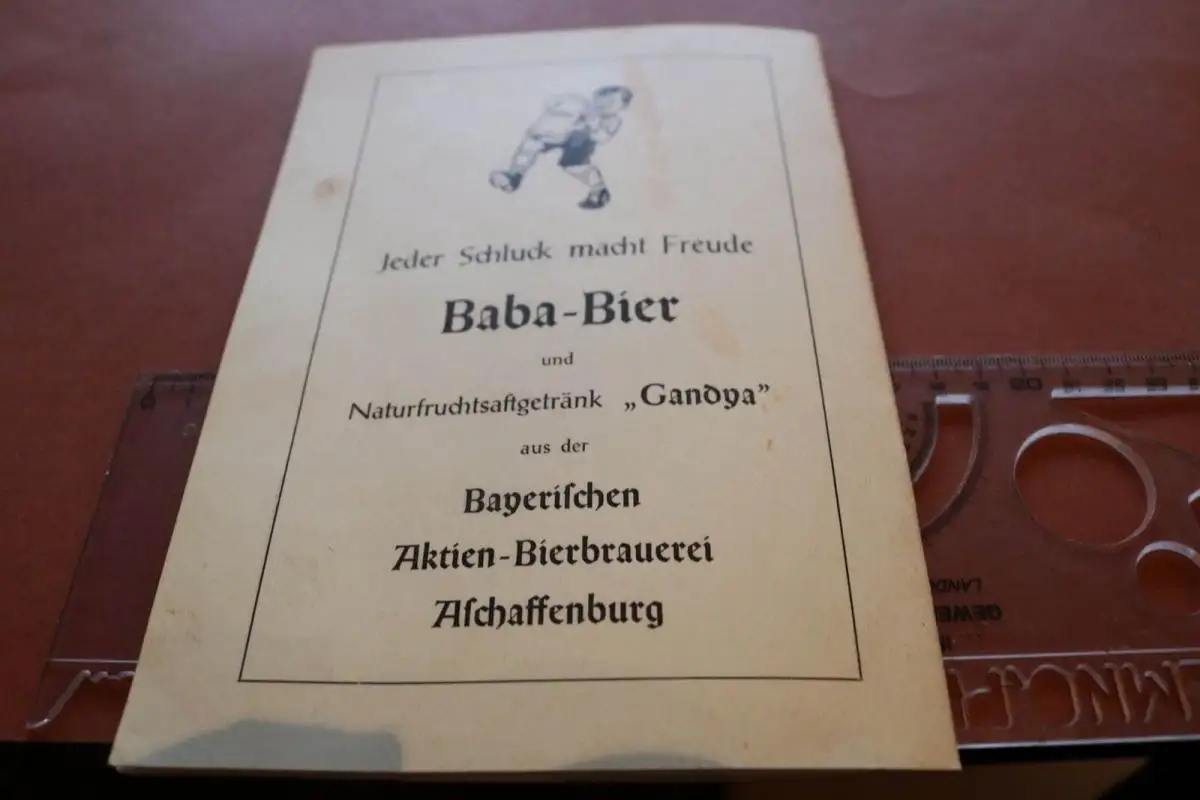 Jeder Schluck macht Freude
Baba-Bier
und
Naturfruchtsaftgetränk „Gandya”
aus der
Bayeriſchen
Aktien-Bierbrauerei
Aſchaffenburg